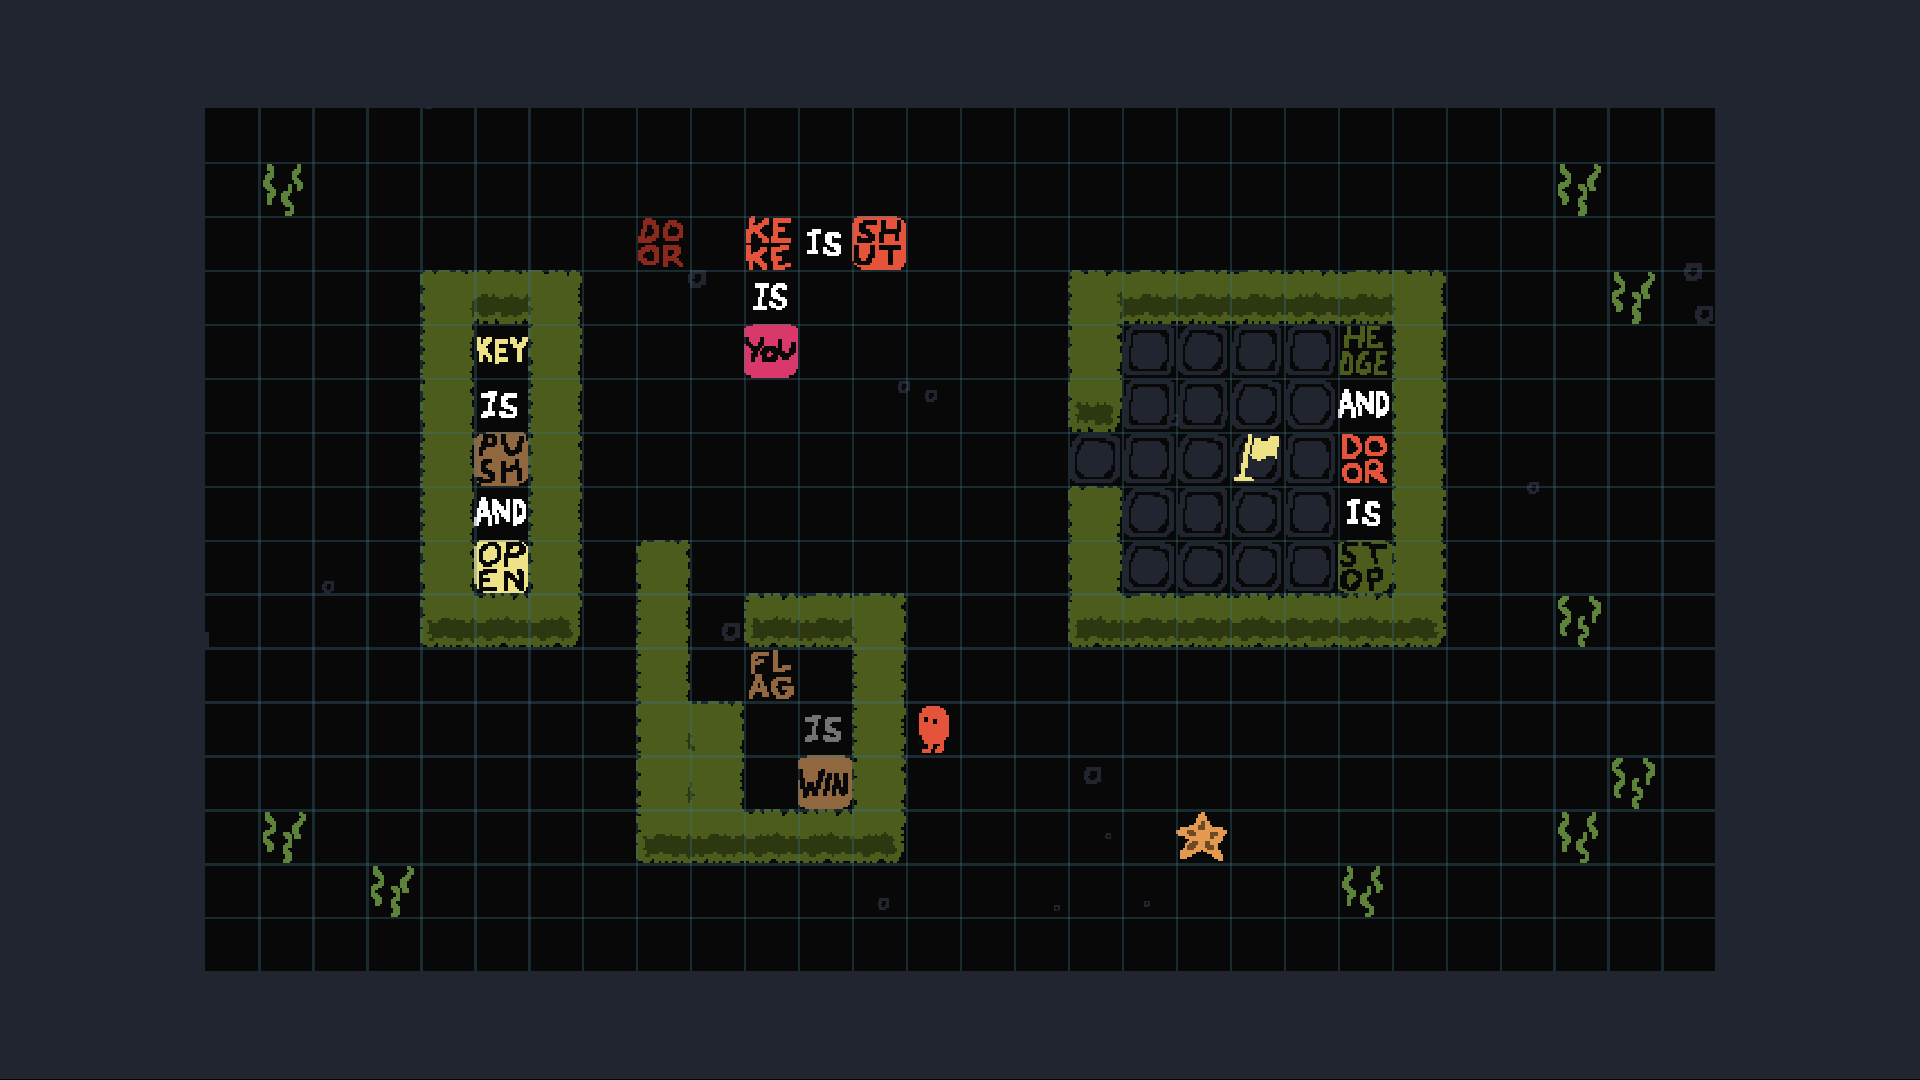 DOOR KEKE IS SHUT
IS
YOU
KEY
IS
PUSH
AND
OPEN
HEDGE
AND
DOOR
IS
STOP
FLAG
IS
WIN